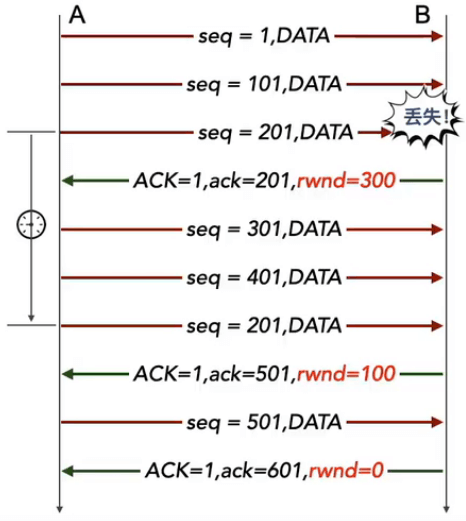 A
B
seq = 1,DATA
seq = 101,DATA
丢失!
seq = 201,DATA
ACK=1,ack=201,rwnd=300
seq = 301,DATA
seq = 401,DATA
seq = 201,DATA
ACK=1,ack=501,rwnd=100
seq = 501,DATA
ACK=1,ack=601,rwnd=0